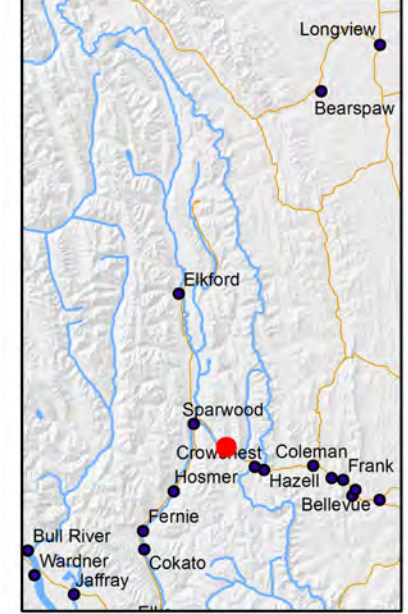 Longview
Bearspaw
Elkford
Sparwood
Crowsnest
Coleman
Hosmer
Hazell
Frank
Bellevue
Fernie
Bull River
Cokato
Wardner
Jaffray